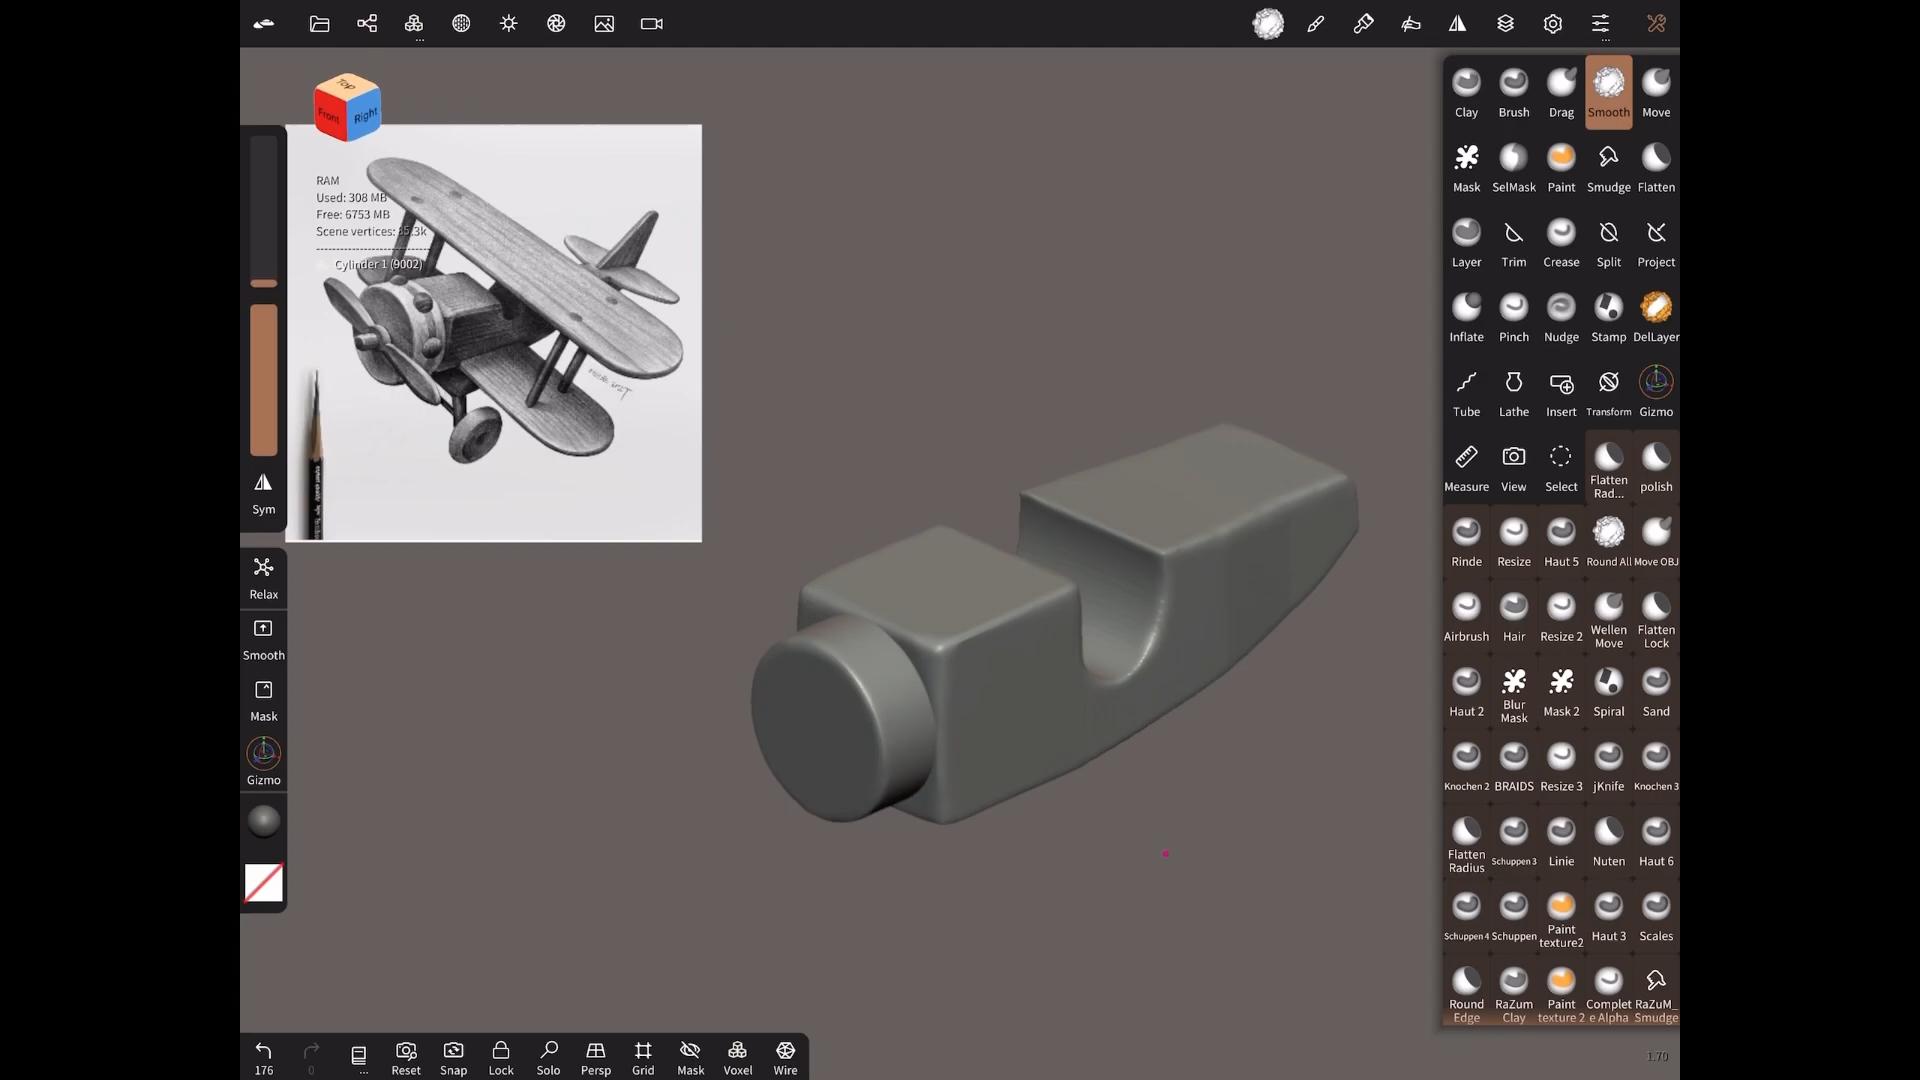 Top
Front
Right
RAM
Used: 308 MB
Free: 6753 MB
Scene vertices: 85.3k
Cylinder 1 (9002)
Sym
Relax
Smooth
Mask
Gizmo
Clay Brush Drag Smooth Move
Mask SelMask Paint Smudge Flatten
Layer Trim Crease Split Project
Inflate Pinch Nudge Stamp DelLayer
Tube Lathe Insert Transform Gizmo
Measure View Select Flatten Rad... polish
Rinde Resize Haut 5 Round All Move OBJ
Airbrush Hair Resize 2 Wellen Move Flatten Lock
Haut 2 Blur Mask Mask 2 Spiral Sand
Knochen 2 BRAIDS Resize 3 jKnife Knochen 3
Flatten Radius Schuppen 3 Linie Nuten Haut 6
Schuppen 4 Schuppen Paint texture2 Haut 3 Scales
Round Edge RaZum Clay Paint texture 2 Complet e Alpha RaZuM_ Smudge
176 0 ... Reset Snap Lock Solo Persp Grid Mask Voxel Wire
1.70